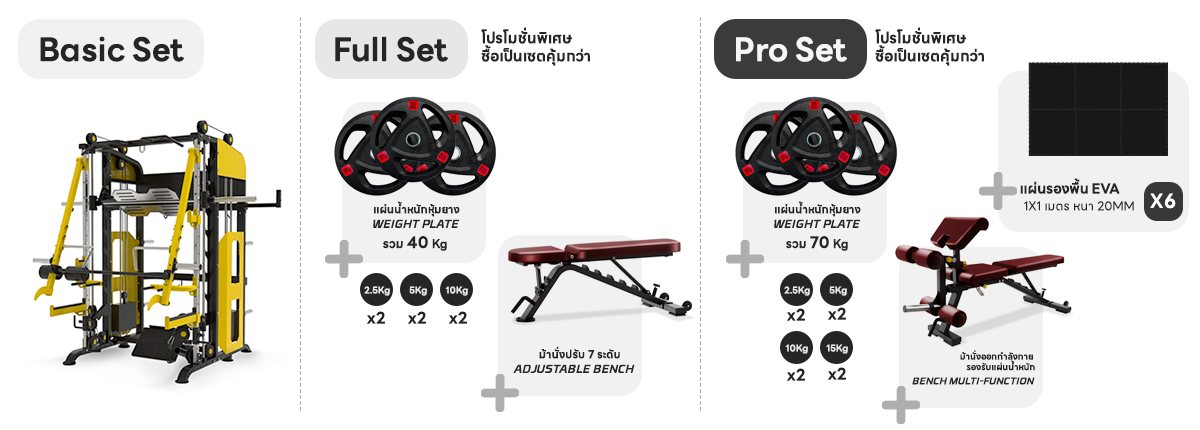 Basic Set
Full Set
โปรโมชั่นพิเศษ
ซื้อเป็นเซตคุ้มกว่า
แผ่นน้ำหนักหุ้มยาง
WEIGHT PLATE
รวม 40 Kg
2.5Kg 5Kg 10Kg
x2 x2 x2
ม้านั่งปรับ 7 ระดับ
ADJUSTABLE BENCH
Pro Set
โปรโมชั่นพิเศษ
ซื้อเป็นเซตคุ้มกว่า
แผ่นน้ำหนักหุ้มยาง
WEIGHT PLATE
รวม 70 Kg
2.5Kg 5Kg
x2 x2
10Kg 15Kg
x2 x2
แผ่นรองพื้น EVA
1X1 เมตร หนา 20MM
X6
ม้านั่งออกกำลังกาย
รองรับแผ่นน้ำหนัก
BENCH MULTI-FUNCTION